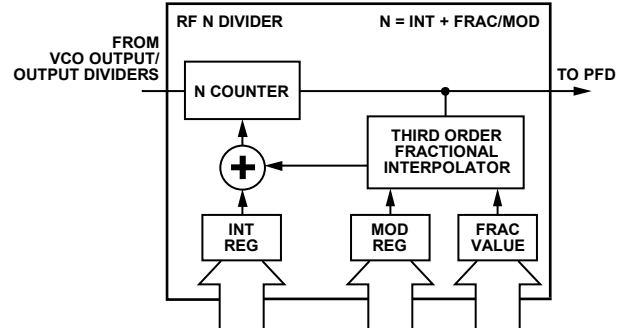 RF N DIVIDER
N = INT + FRAC/MOD
FROM
VCO OUTPUT/
OUTPUT DIVIDERS
TO PFD
N COUNTER
THIRD ORDER
FRACTIONAL
INTERPOLATOR
+
INT
REG
MOD
REG
FRAC
VALUE